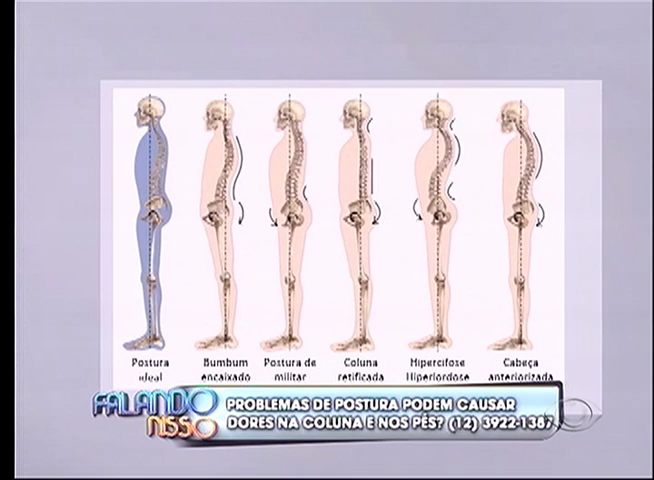 Postura
ideal
Bumbum
encaixado
Postura de
militar
Coluna
retificada
Hipercifose
Hiperlordose
Cabeça
anteriorizada
FALANDO
NISSO
PROBLEMAS DE POSTURA PODEM CAUSAR
DORES NA COLUNA E NOS PÉS? (12) 3922-1387